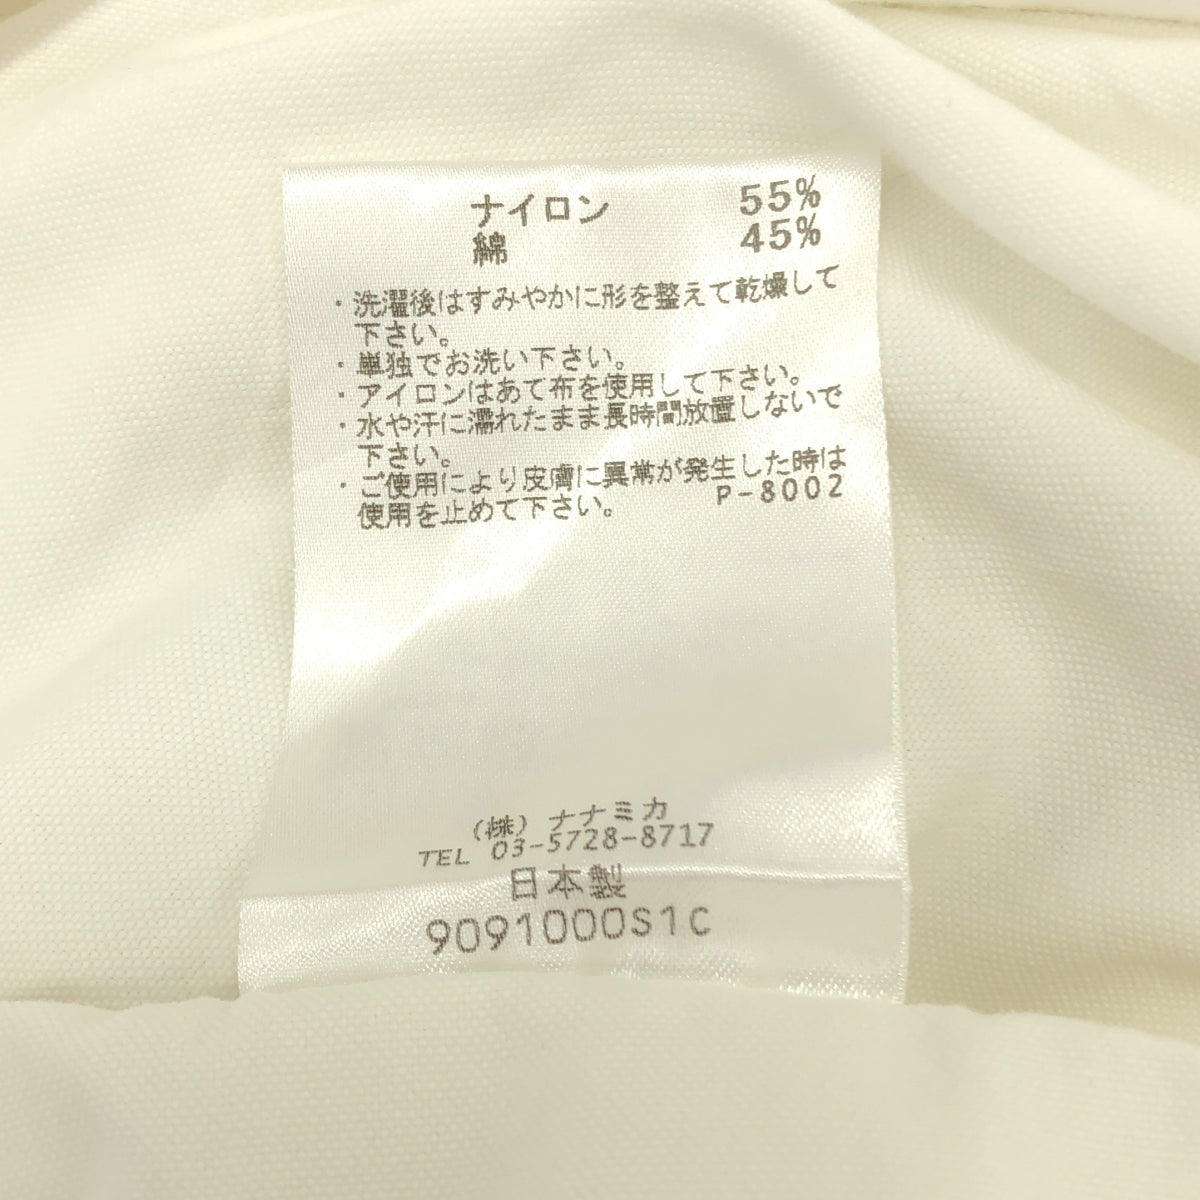 ナイロン 55%
綿 45%
・洗濯後はすみやかに形を整えて乾燥して
下さい。
・単独でお洗い下さい。
・アイロンはあて布を使用して下さい。
・水や汗に濡れたまま長時間放置しないで
下さい。
・ご使用により皮膚に異常が発生した時は
使用を止めて下さい。 P-8002
(株) ナナミカ
TEL 03-5728-8717
日本製
9091000S1C